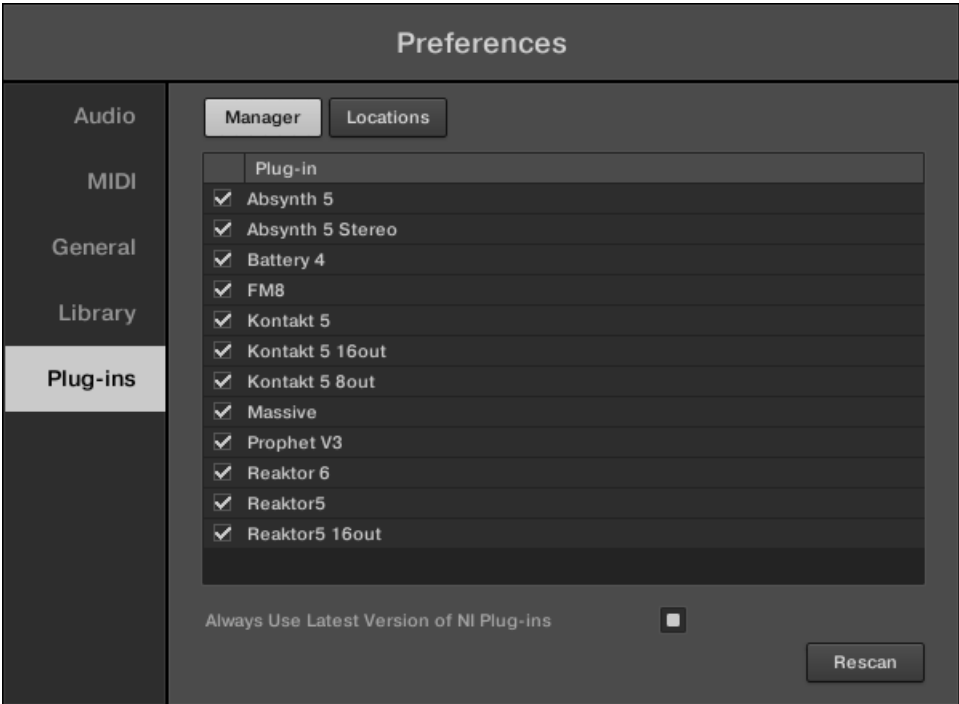 Preferences
Audio
MIDI
General
Library
Plug-ins
Manager Locations
Plug-in
Absynth 5
Absynth 5 Stereo
Battery 4
FM8
Kontakt 5
Kontakt 5 16out
Kontakt 5 8out
Massive
Prophet V3
Reaktor 6
Reaktor5
Reaktor5 16out
Always Use Latest Version of NI Plug-ins
Rescan